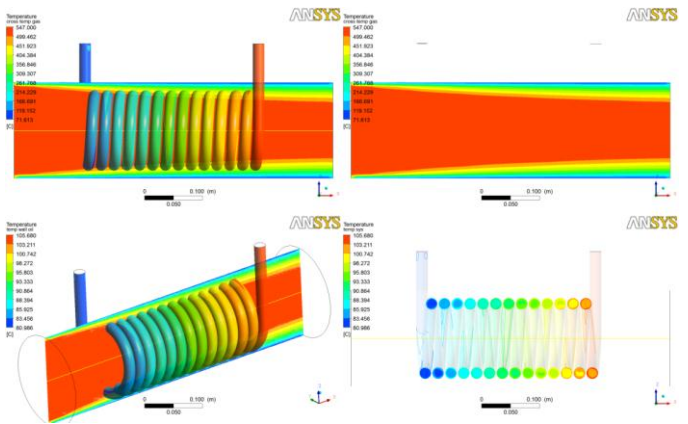 Temperature
cross temp gas
547.000
499.462
451.923
404.384
356.846
309.307
261.768
214.229
166.691
119.152
71.613
[C]
ANSYS
0
0.100 (m)
0.050
Temperature
cross temp gas
547.000
499.462
451.923
404.384
356.846
309.307
261.768
214.229
166.691
119.152
71.613
[C]
ANSYS
0
0.100 (m)
0.050
Temperature
temp wall oil
105.680
103.211
100.742
98.272
95.803
93.333
90.864
88.394
85.925
83.456
80.986
[C]
ANSYS
0
0.100 (m)
0.050
Temperature
105.680
103.211
100.742
98.272
95.803
93.333
90.864
88.394
85.925
83.456
80.986
[C]
ANSYS
0
0.100 (m)
0.050